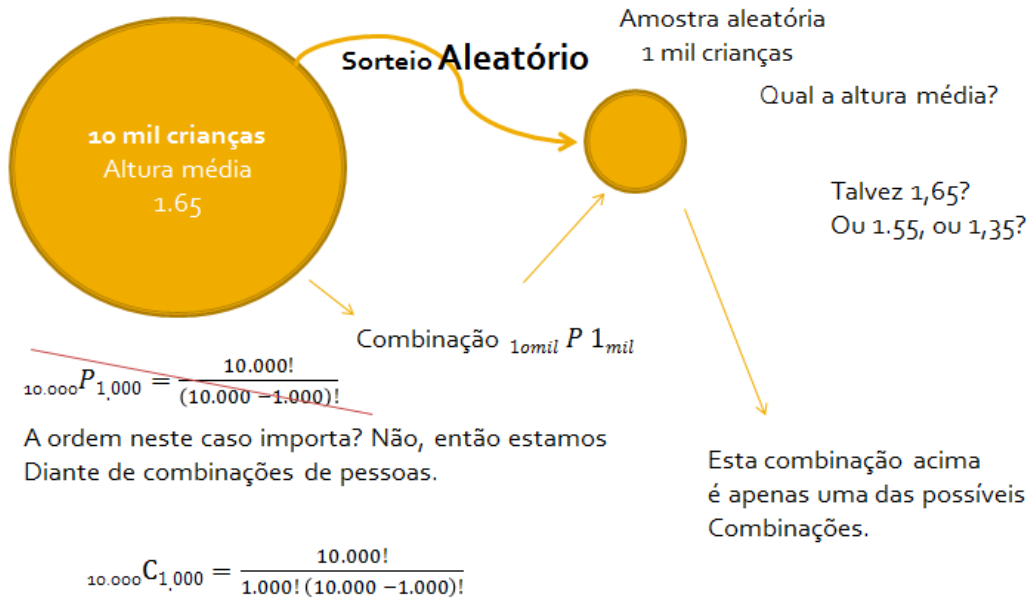 10 mil crianças
Altura média
1.65
Sorteio Aleatório
Amostra aleatória
1 mil crianças
Qual a altura média?
Talvez 1,65?
Ou 1.55, ou 1,35?
Combinação ₁₀mil P 1mil
₁₀.₀₀₀P₁.₀₀₀ = 10.000! / (10.000 −1.000)!
A ordem neste caso importa? Não, então estamos
Diante de combinações de pessoas.
₁₀.₀₀₀C₁.₀₀₀ = 10.000! / 1.000! (10.000 −1.000)!
Esta combinação acima
é apenas uma das possíveis
Combinações.